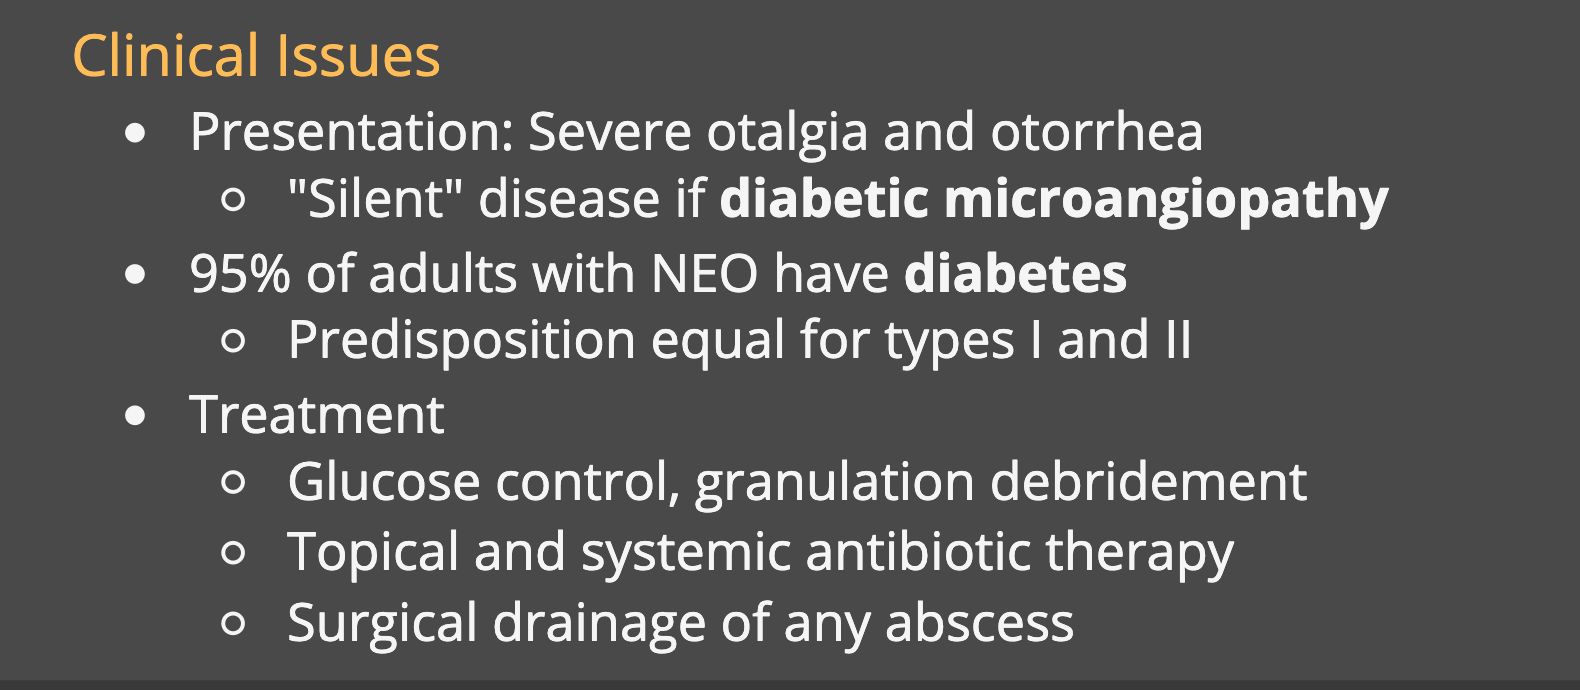 Clinical Issues
• Presentation: Severe otalgia and otorrhea
○ "Silent" disease if diabetic microangiopathy
• 95% of adults with NEO have diabetes
○ Predisposition equal for types I and II
• Treatment
○ Glucose control, granulation debridement
○ Topical and systemic antibiotic therapy
○ Surgical drainage of any abscess